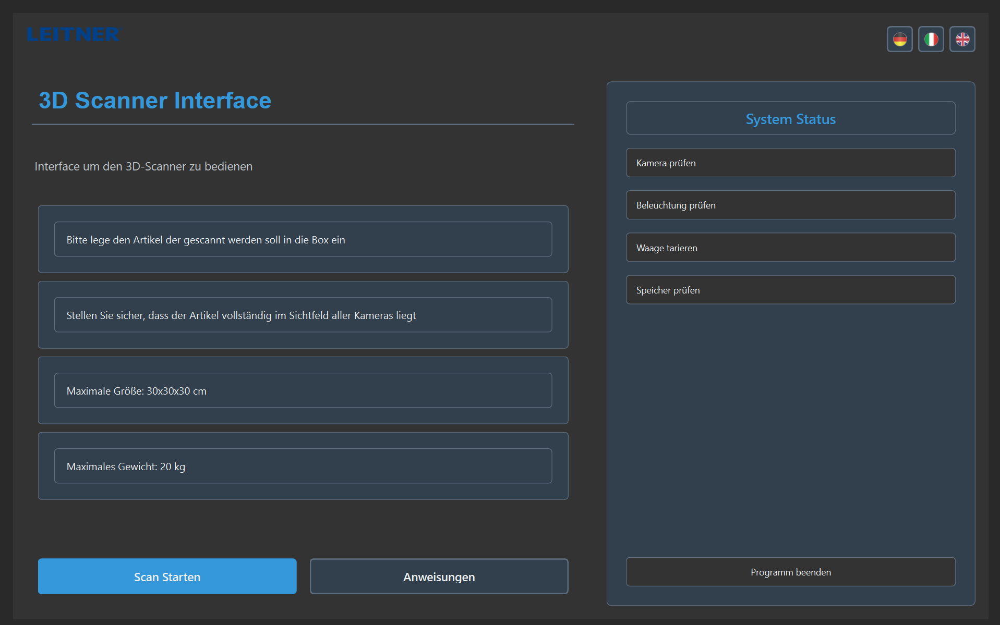 LEITNER
3D Scanner Interface
Interface um den 3D-Scanner zu bedienen
Bitte lege den Artikel der gescannt werden soll in die Box ein
Stellen Sie sicher, dass der Artikel vollständig im Sichtfeld aller Kameras liegt
Maximale Größe: 30x30x30 cm
Maximales Gewicht: 20 kg
Scan Starten
Anweisungen
System Status
Kamera prüfen
Beleuchtung prüfen
Waage tarieren
Speicher prüfen
Programm beenden